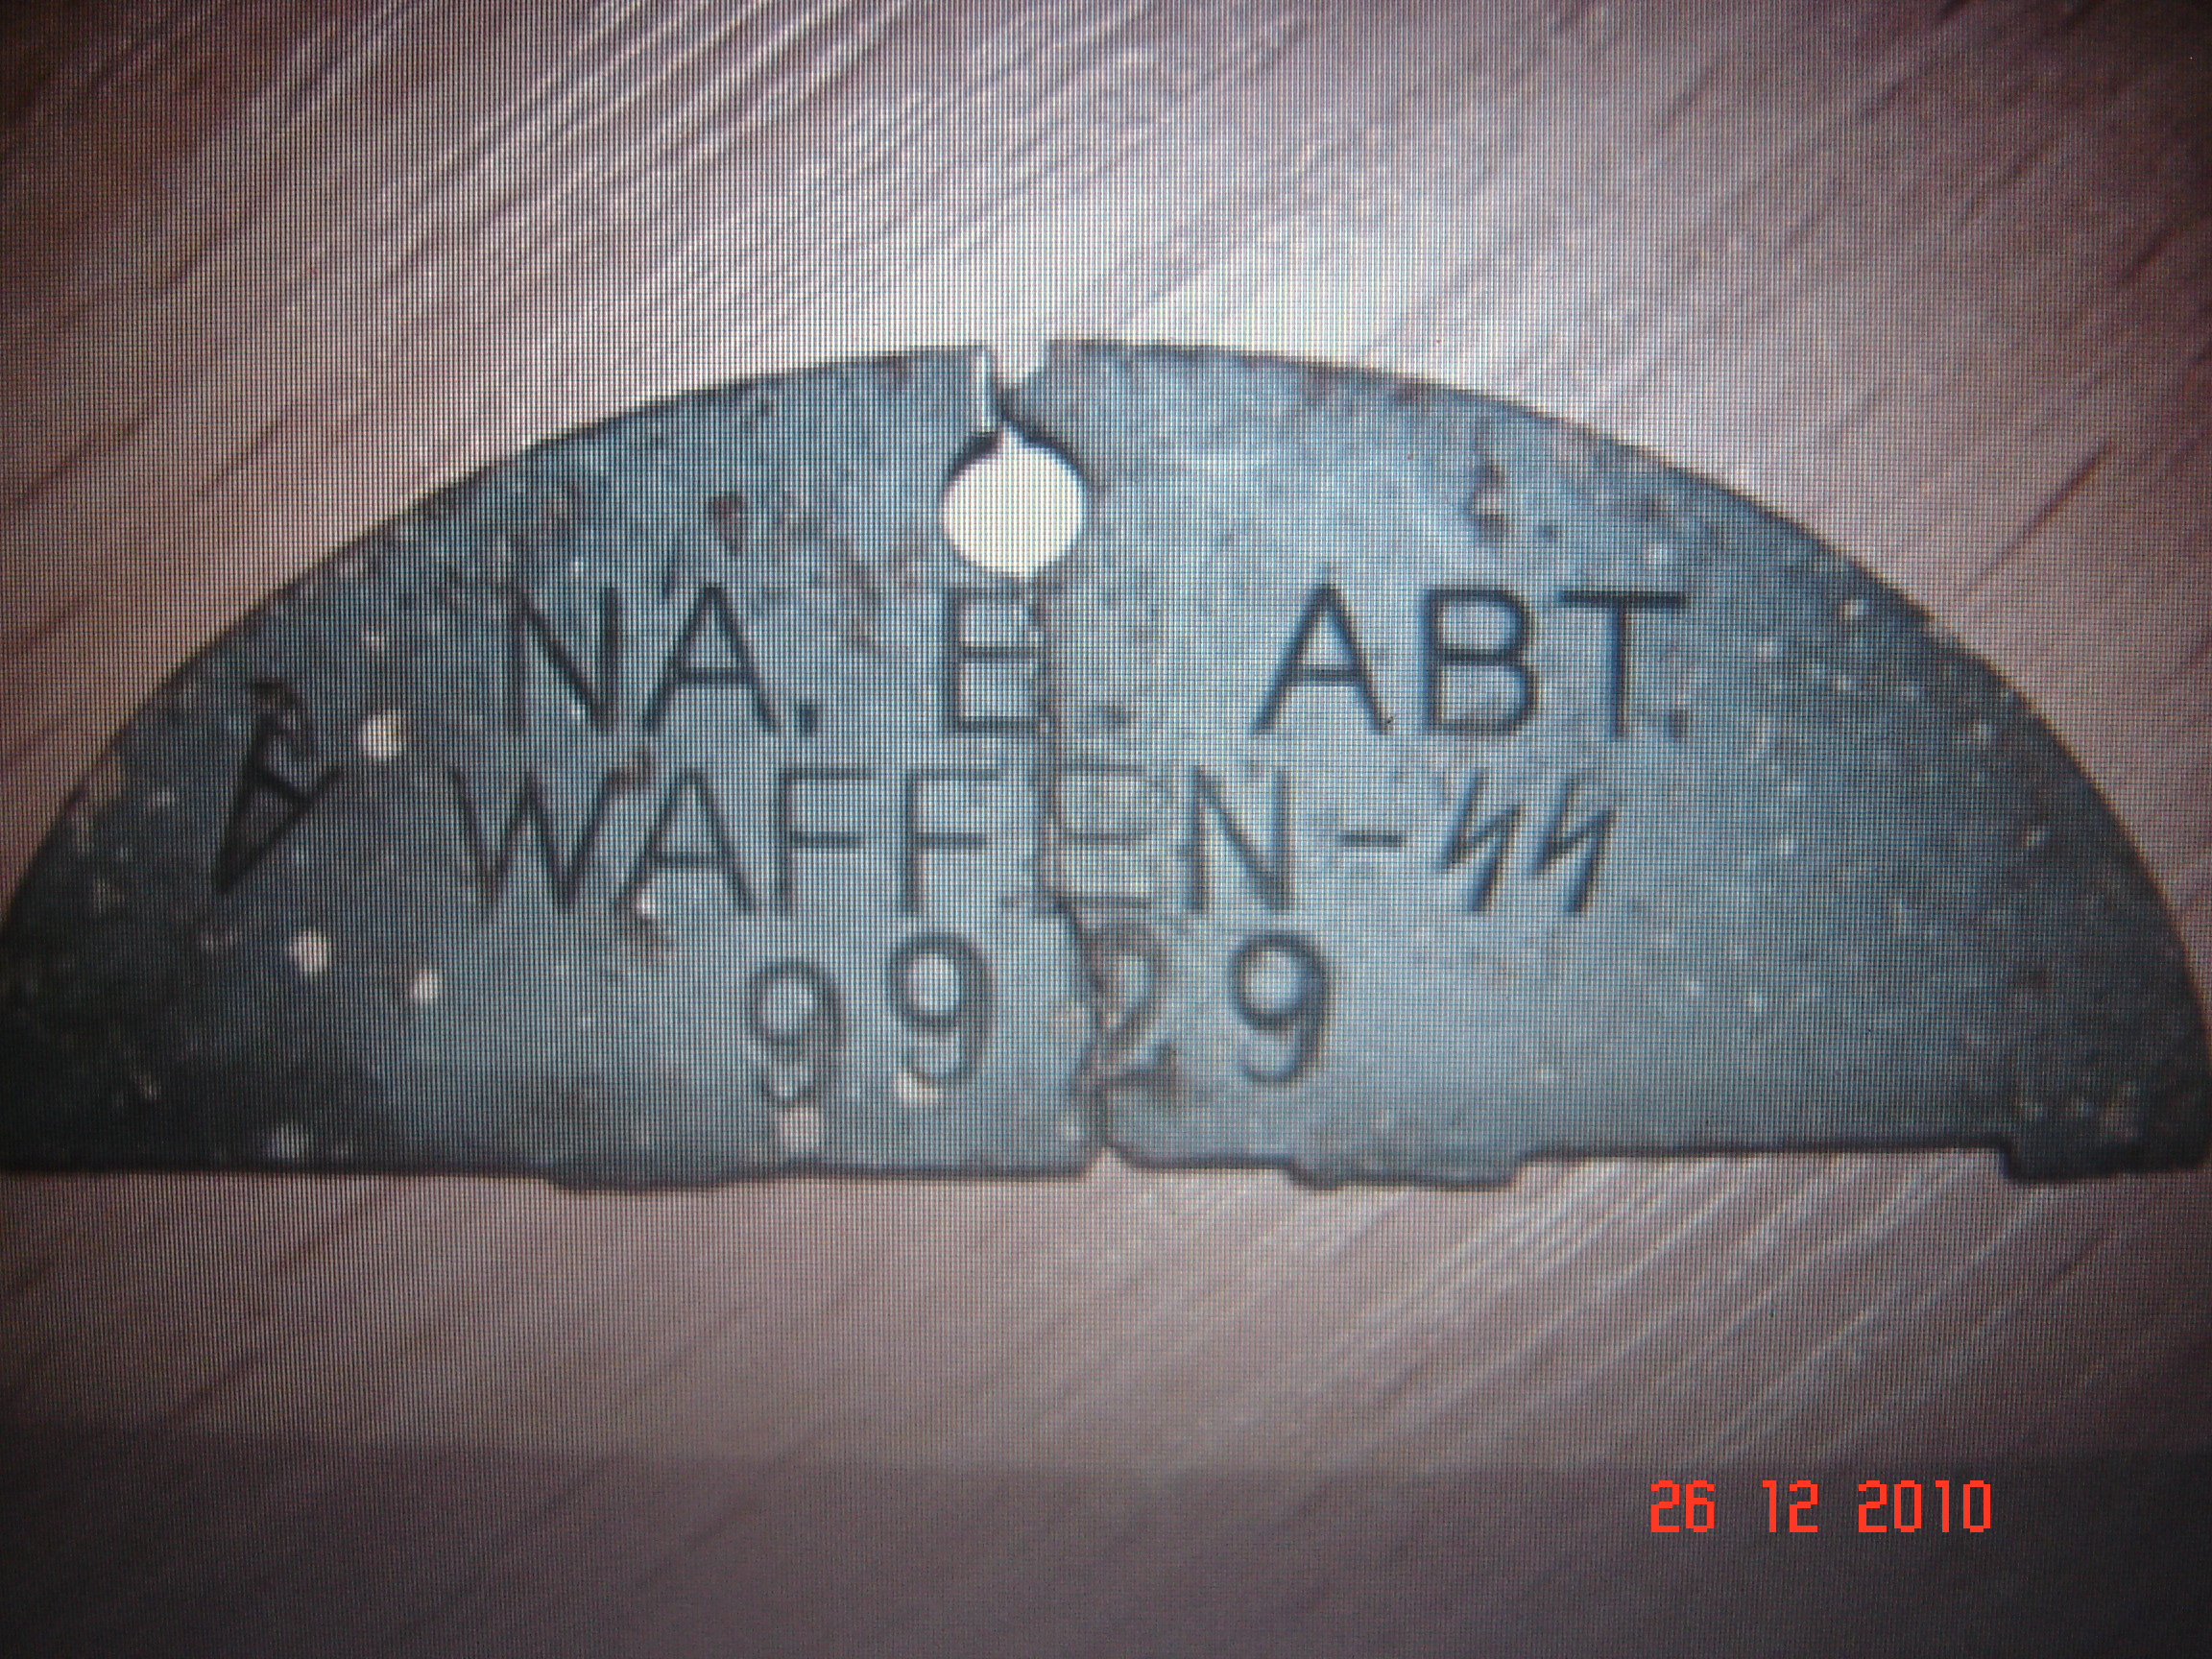 NA. E. ABT.
A WAFFEN-ᛋᛋ
9929
26 12 2010